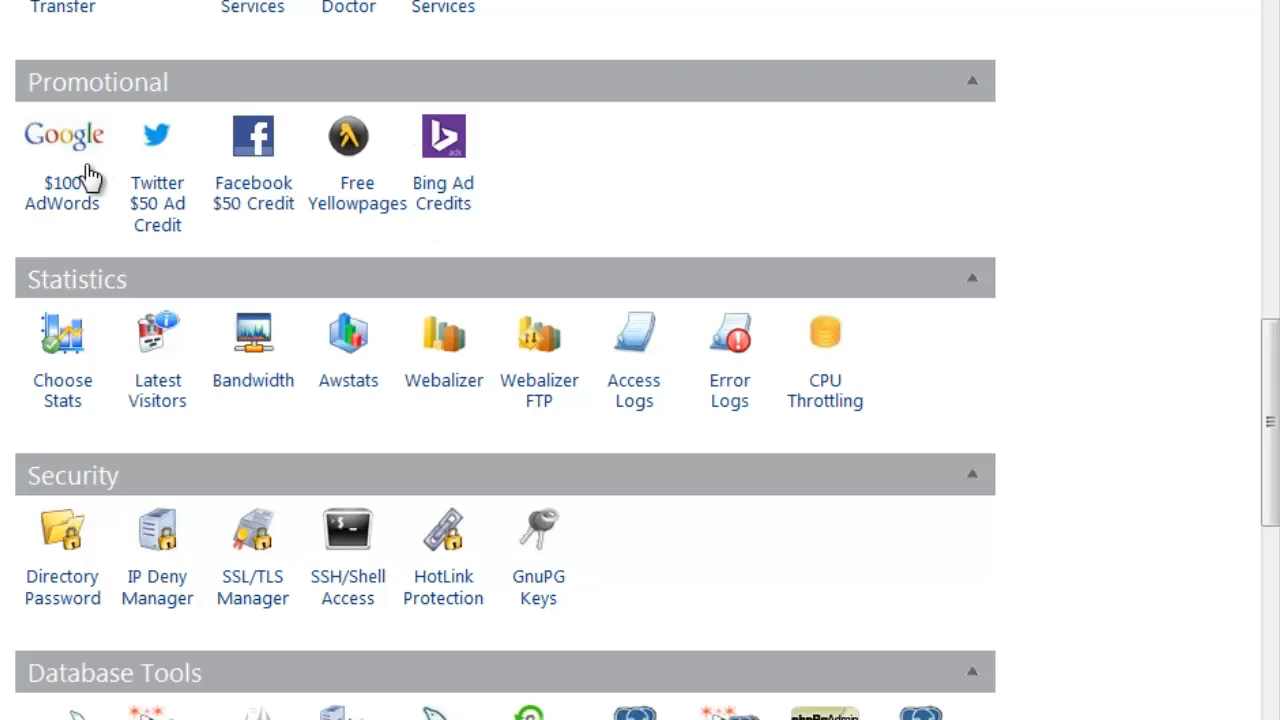 Transfer
Services
Doctor
Services
Promotional
Google
$100
AdWords
Twitter
$50 Ad
Credit
Facebook
$50 Credit
Free
Yellowpages
ads
Bing Ad
Credits
Statistics
Choose
Stats
Latest
Visitors
Bandwidth
Awstats
Webalizer
Webalizer
FTP
Access
Logs
Error
Logs
CPU
Throttling
Security
Directory
Password
IP Deny
Manager
SSL/TLS
Manager
$_
SSH/Shell
Access
HotLink
Protection
GnuPG
Keys
Database Tools
phpPgAdmin